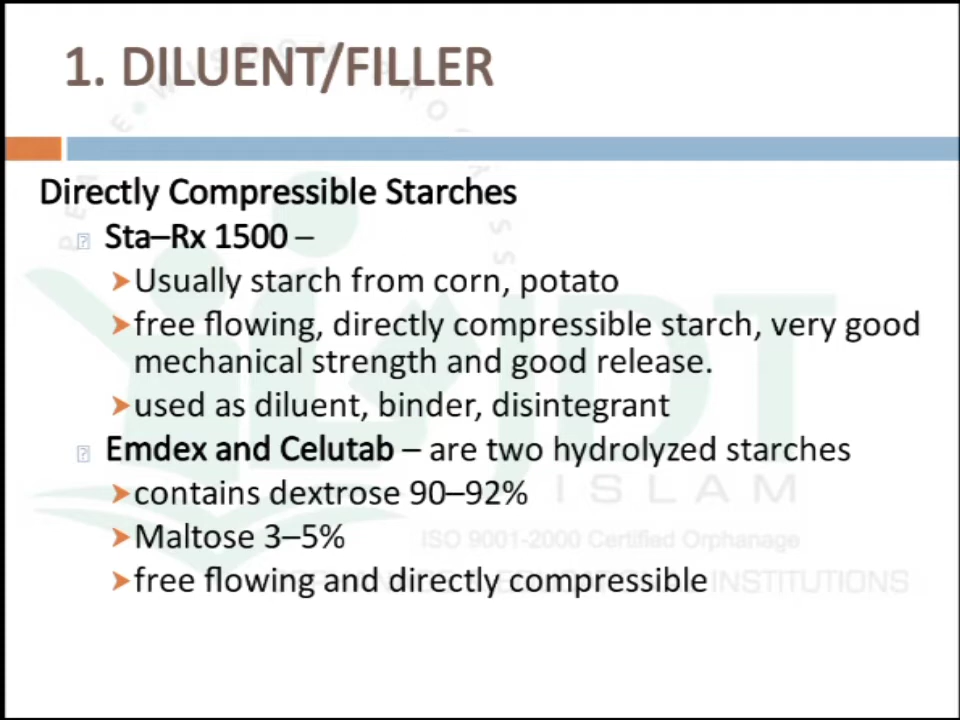 1. DILUENT/FILLER
Directly Compressible Starches
Sta–Rx 1500 –
➤Usually starch from corn, potato
➤free flowing, directly compressible starch, very good
mechanical strength and good release.
➤used as diluent, binder, disintegrant
Emdex and Celutab – are two hydrolyzed starches
➤contains dextrose 90–92%
➤Maltose 3–5%
➤free flowing and directly compressible
JDT
ISLAM
ISO 9001-2000 Certified Orphanage
INSTITUTIONS